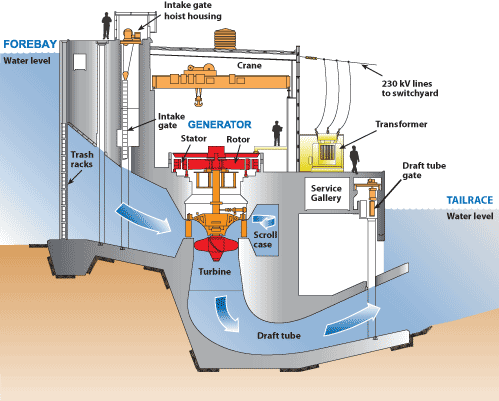 Intake gate
hoist housing
FOREBAY
Water level
Crane
230 kV lines
to switchyard
Intake
gate
GENERATOR
Transformer
Stator
Rotor
Trash
racks
Draft tube
gate
Service
Gallery
TAILRACE
Water level
Scroll
case
Turbine
Draft tube